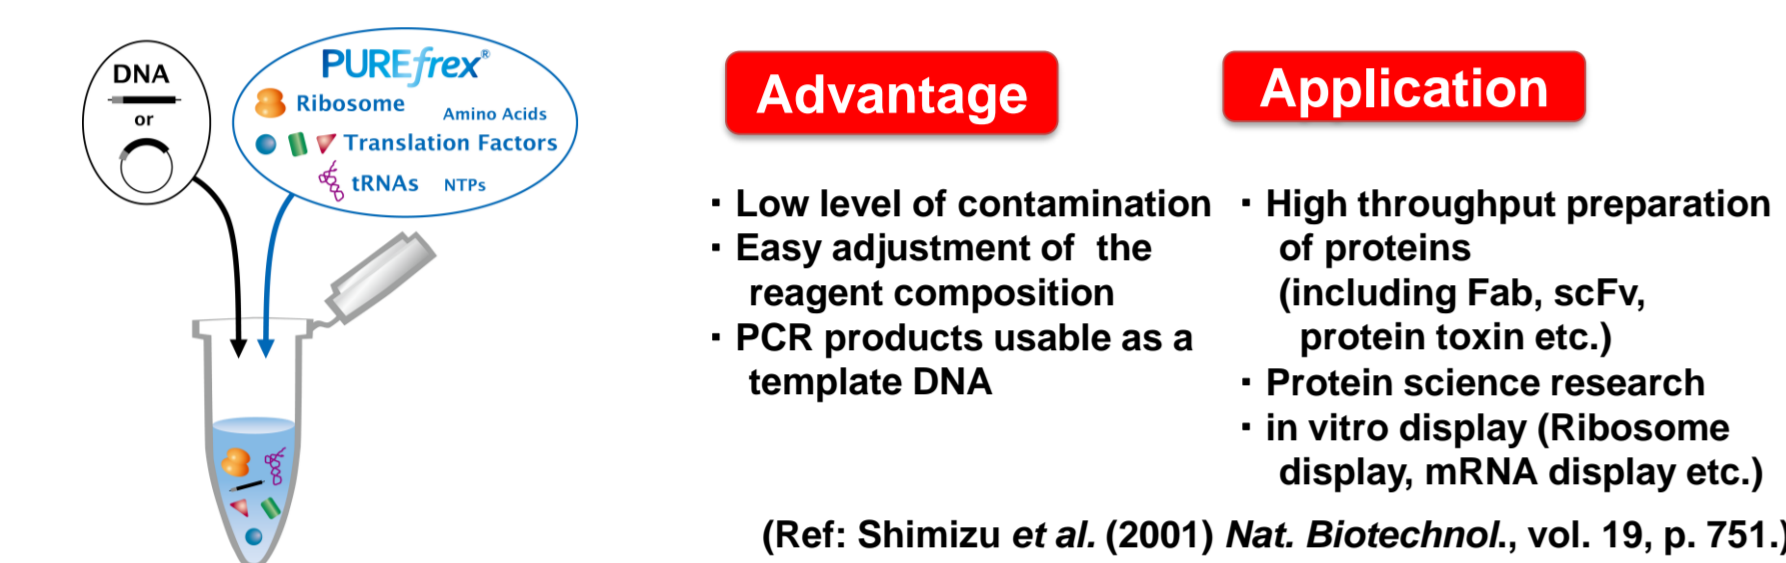 DNA
or
PUREfrex®
Ribosome
Amino Acids
Translation Factors
tRNAs
NTPs
Advantage
・Low level of contamination
・Easy adjustment of the
reagent composition
・PCR products usable as a
template DNA
Application
・High throughput preparation
of proteins
(including Fab, scFv,
protein toxin etc.)
・Protein science research
・in vitro display (Ribosome
display, mRNA display etc.)
(Ref: Shimizu et al. (2001) Nat. Biotechnol., vol. 19, p. 751.)